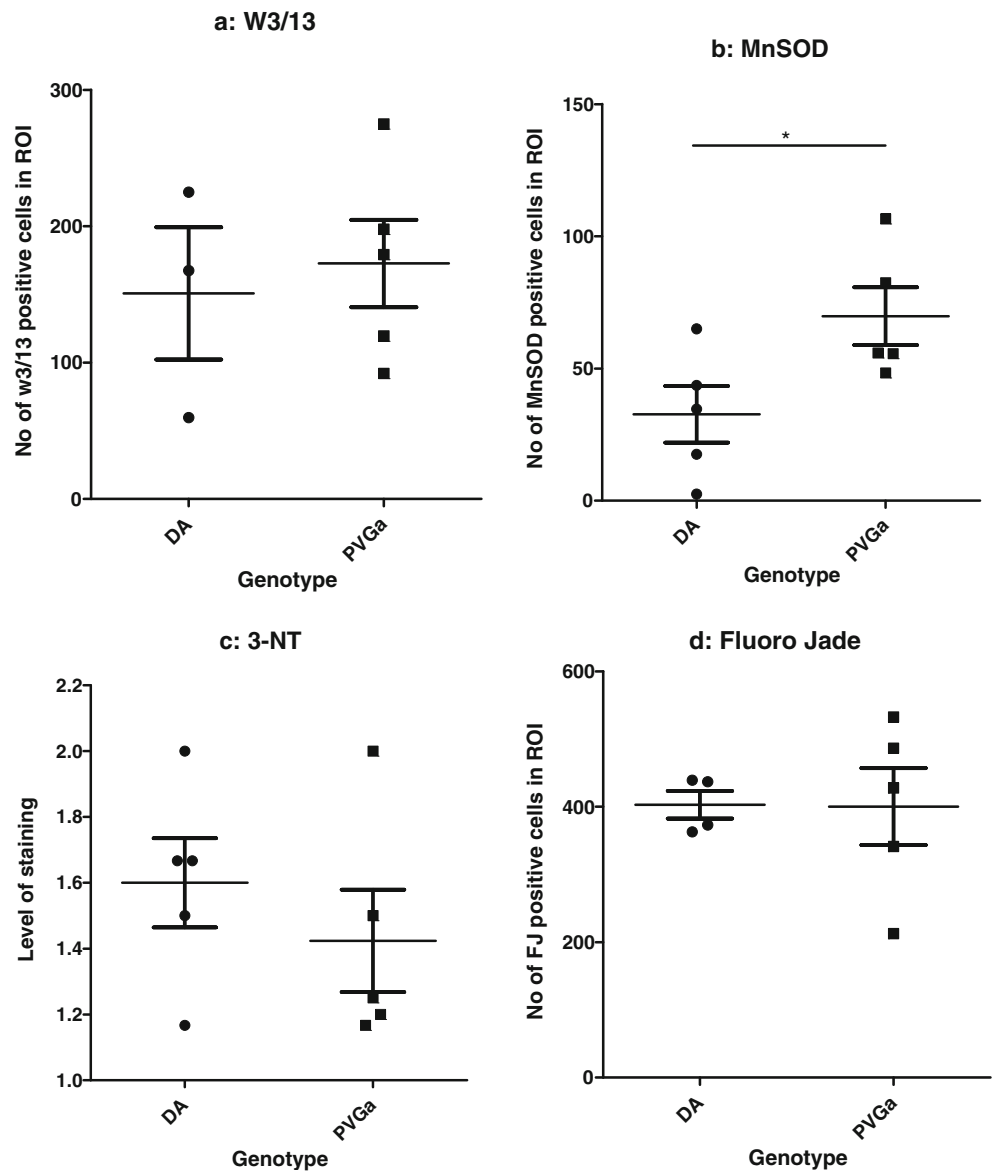 a: W3/13
No of w3/13 positive cells in ROI
300
200
100
0
DA
PVGa
Genotype
b: MnSOD
No of MnSOD positive cells in ROI
150
100
50
0
*
DA
PVGa
Genotype
c: 3-NT
Level of staining
2.2
2.0
1.8
1.6
1.4
1.2
1.0
DA
PVGa
Genotype
d: Fluoro Jade
No of FJ positive cells in ROI
600
400
200
0
DA
PVGa
Genotype